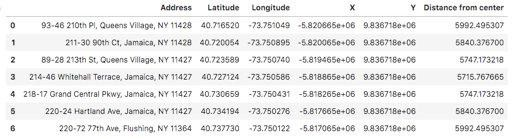 Address Latitude Longitude X Y Distance from center
0 93-46 210th Pl, Queens Village, NY 11428 40.716520 -73.751049 -5.820665e+06 9.836718e+06 5992.495307
1 211-30 90th Ct, Jamaica, NY 11428 40.720054 -73.750895 -5.820065e+06 9.836718e+06 5840.376700
2 89-28 213th St, Queens Village, NY 11427 40.723589 -73.750740 -5.819465e+06 9.836718e+06 5747.173218
3 214-46 Whitehall Terrace, Jamaica, NY 11427 40.727124 -73.750586 -5.818865e+06 9.836718e+06 5715.767665
4 218-17 Grand Central Pkwy, Jamaica, NY 11427 40.730659 -73.750431 -5.818265e+06 9.836718e+06 5747.173218
5 220-24 Hartland Ave, Jamaica, NY 11427 40.734194 -73.750276 -5.817665e+06 9.836718e+06 5840.376700
6 220-72 77th Ave, Flushing, NY 11364 40.737730 -73.750122 -5.817065e+06 9.836718e+06 5992.495307